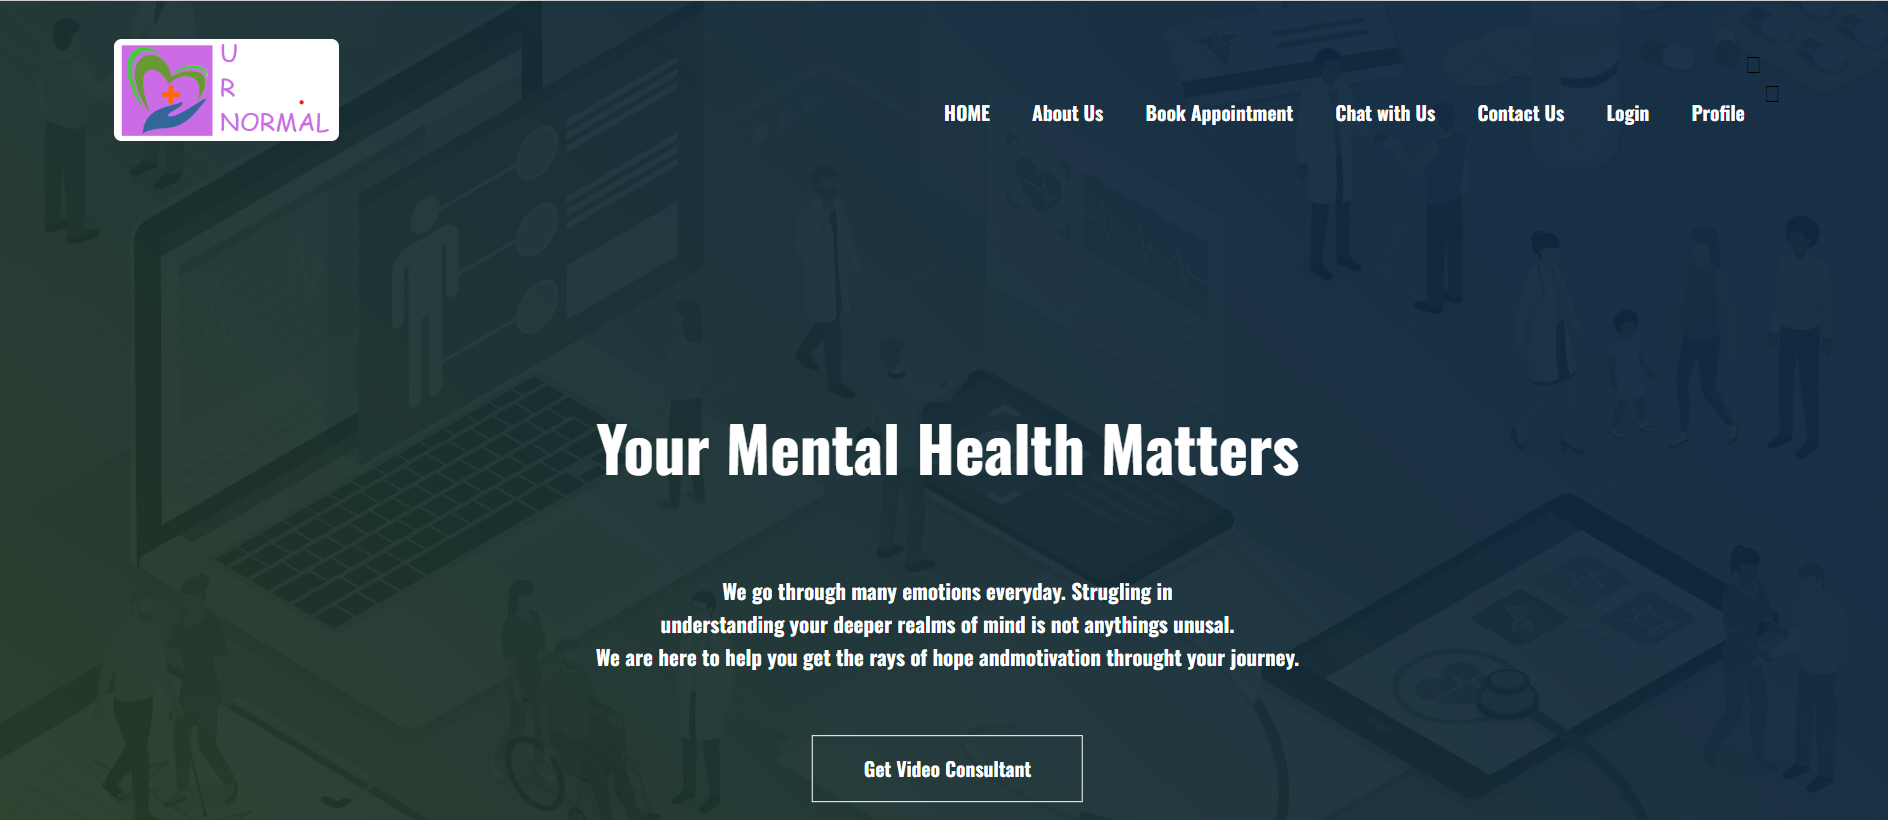 U
R
NORMAL
HOME About Us Book Appointment Chat with Us Contact Us Login Profile
Your Mental Health Matters
We go through many emotions everyday. Strugling in
understanding your deeper realms of mind is not anythings unusal.
We are here to help you get the rays of hope andmotivation throught your journey.
Get Video Consultant